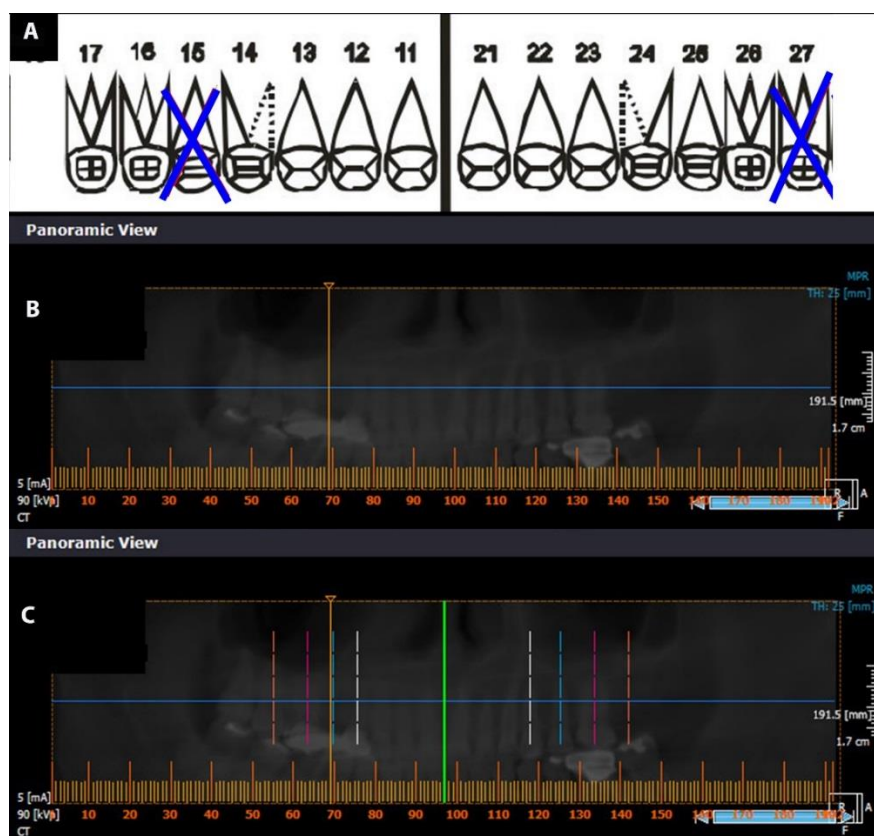 A
17 16 15 14 13 12 11 21 22 23 24 25 26 27
Panoramic View
B
MPR
TH: 25 [mm]
191.5 [mm]
1.7 cm
5 [mA]
90 [kVp]
CT
10 20 30 40 50 60 70 80 90 100 110 120 130 140 150 170 180
R
A
F
Panoramic View
C
MPR
TH: 25 [mm]
191.5 [mm]
1.7 cm
5 [mA]
90 [kVp]
CT
10 20 30 40 50 60 70 80 90 100 110 120 130 140 150 170 180
R
A
F